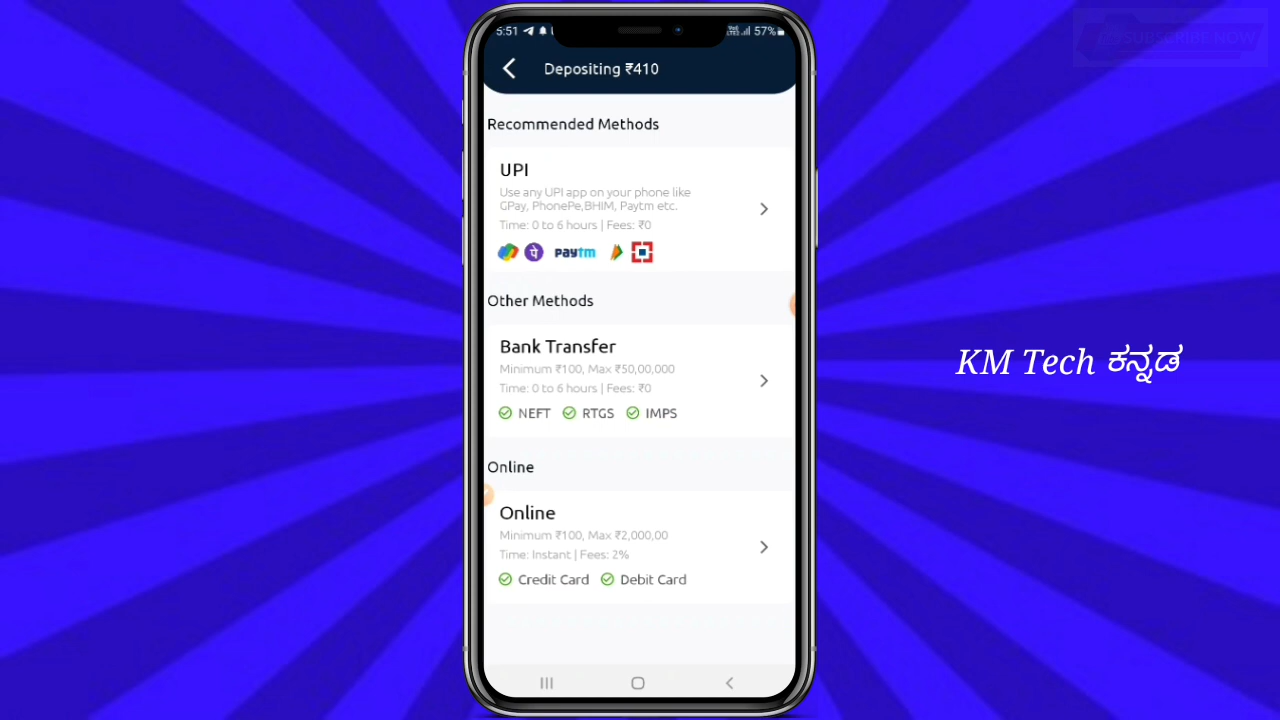 SUBSCRIBE NOW
5:51
57%
Depositing ₹410
Recommended Methods
UPI
Use any UPI app on your phone like
GPay, PhonePe,BHIM, Paytm etc.
Time: 0 to 6 hours | Fees: ₹0
पे paytm
Other Methods
Bank Transfer
Minimum ₹100, Max ₹50,00,000
Time: 0 to 6 hours | Fees: ₹0
NEFT RTGS IMPS
KM Tech ಕನ್ನಡ
Online
Online
Minimum ₹100, Max ₹2,000,00
Time: Instant | Fees: 2%
Credit Card Debit Card